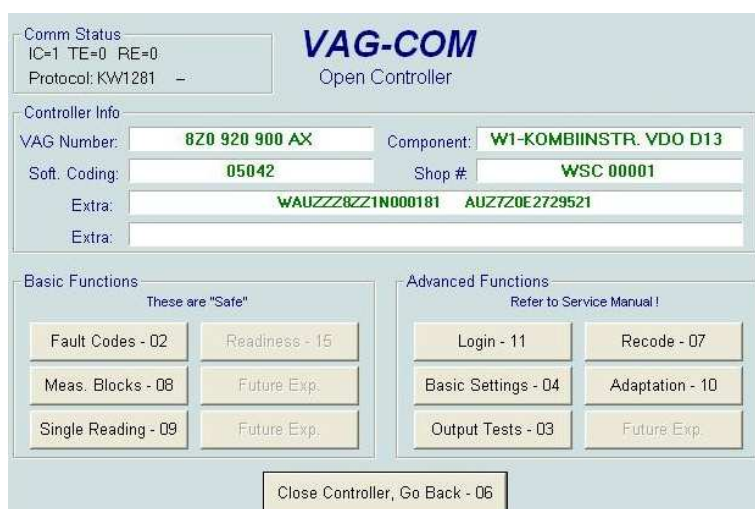 Comm Status
IC=1 TE=0 RE=0
Protocol: KW1281 –
VAG-COM
Open Controller
Controller Info
VAG Number: 8Z0 920 900 AX Component: W1-KOMBIINSTR. VDO D13
Soft. Coding: 05042 Shop #: WSC 00001
Extra: WAUZZZ8ZZ1N000181 AUZ7Z0E2729521
Extra:
Basic Functions
These are "Safe"
Fault Codes - 02 Readiness - 15
Meas. Blocks - 08 Future Exp.
Single Reading - 09 Future Exp.
Advanced Functions
Refer to Service Manual !
Login - 11 Recode - 07
Basic Settings - 04 Adaptation - 10
Output Tests - 03 Future Exp.
Close Controller, Go Back - 06